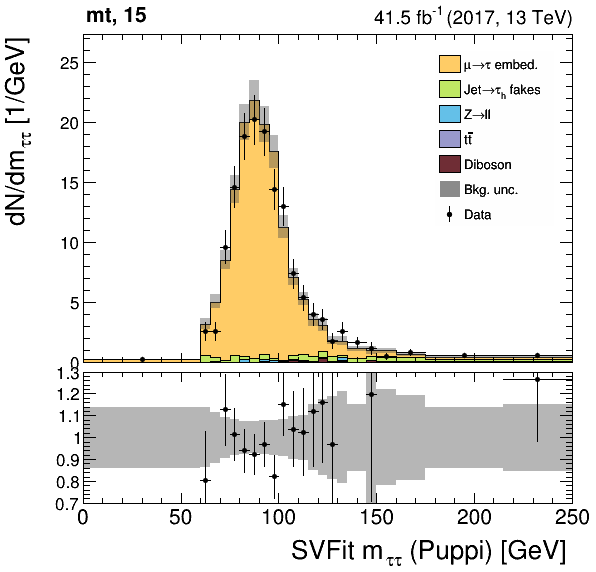 mt, 15
41.5 fb⁻¹ (2017, 13 TeV)
dN/dm_ττ [1/GeV]
25
20
15
10
5
0
μ→τ embed.
Jet→τ_h fakes
Z→ll
tt̅
Diboson
Bkg. unc.
Data
1.3
1.2
1.1
1
0.9
0.8
0.7
0 50 100 150 200 250
SVFit m_ττ (Puppi) [GeV]